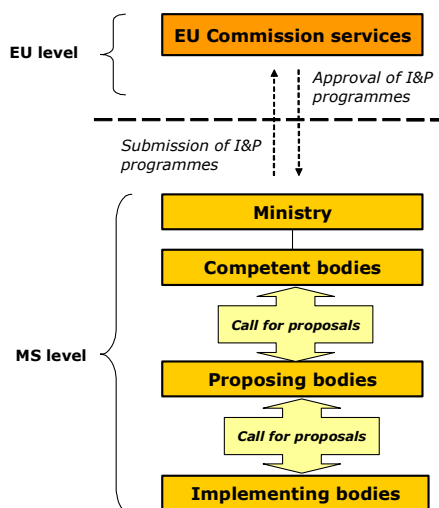 EU Commission services
EU level
Approval of I&P
programmes
Submission of I&P
programmes
Ministry
Competent bodies
Call for proposals
MS level
Proposing bodies
Call for proposals
Implementing bodies